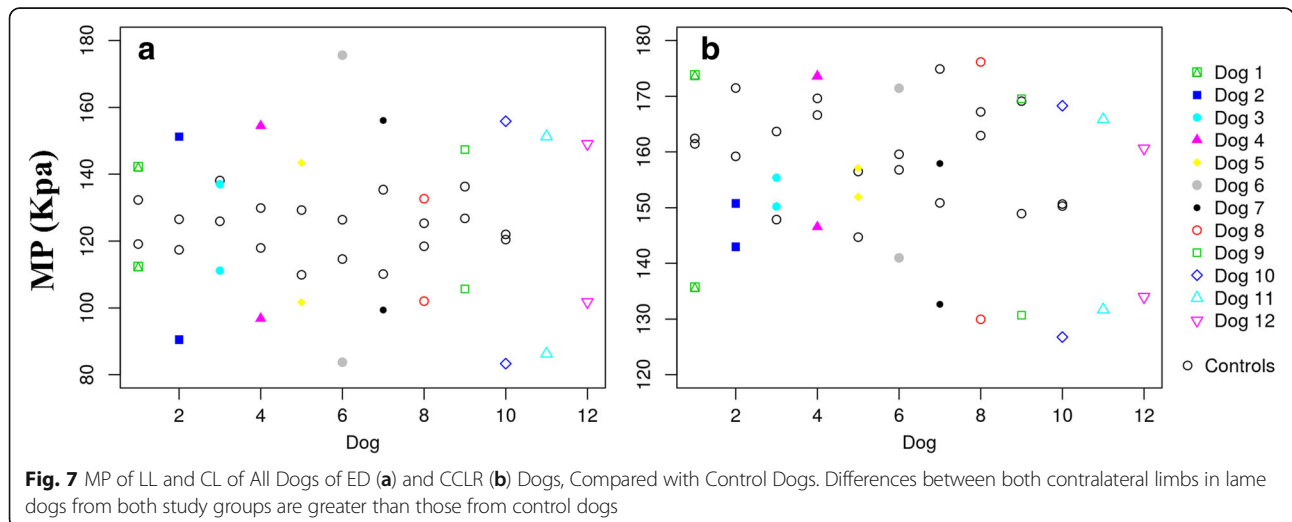 a
b
MP (Kpa)
180
160
140
120
100
80
2 4 6 8 10 12
Dog
180
170
160
150
140
130
120
2 4 6 8 10 12
Dog
Dog 1
Dog 2
Dog 3
Dog 4
Dog 5
Dog 6
Dog 7
Dog 8
Dog 9
Dog 10
Dog 11
Dog 12
Controls
Fig. 7 MP of LL and CL of All Dogs of ED (a) and CCLR (b) Dogs, Compared with Control Dogs. Differences between both contralateral limbs in lame
dogs from both study groups are greater than those from control dogs